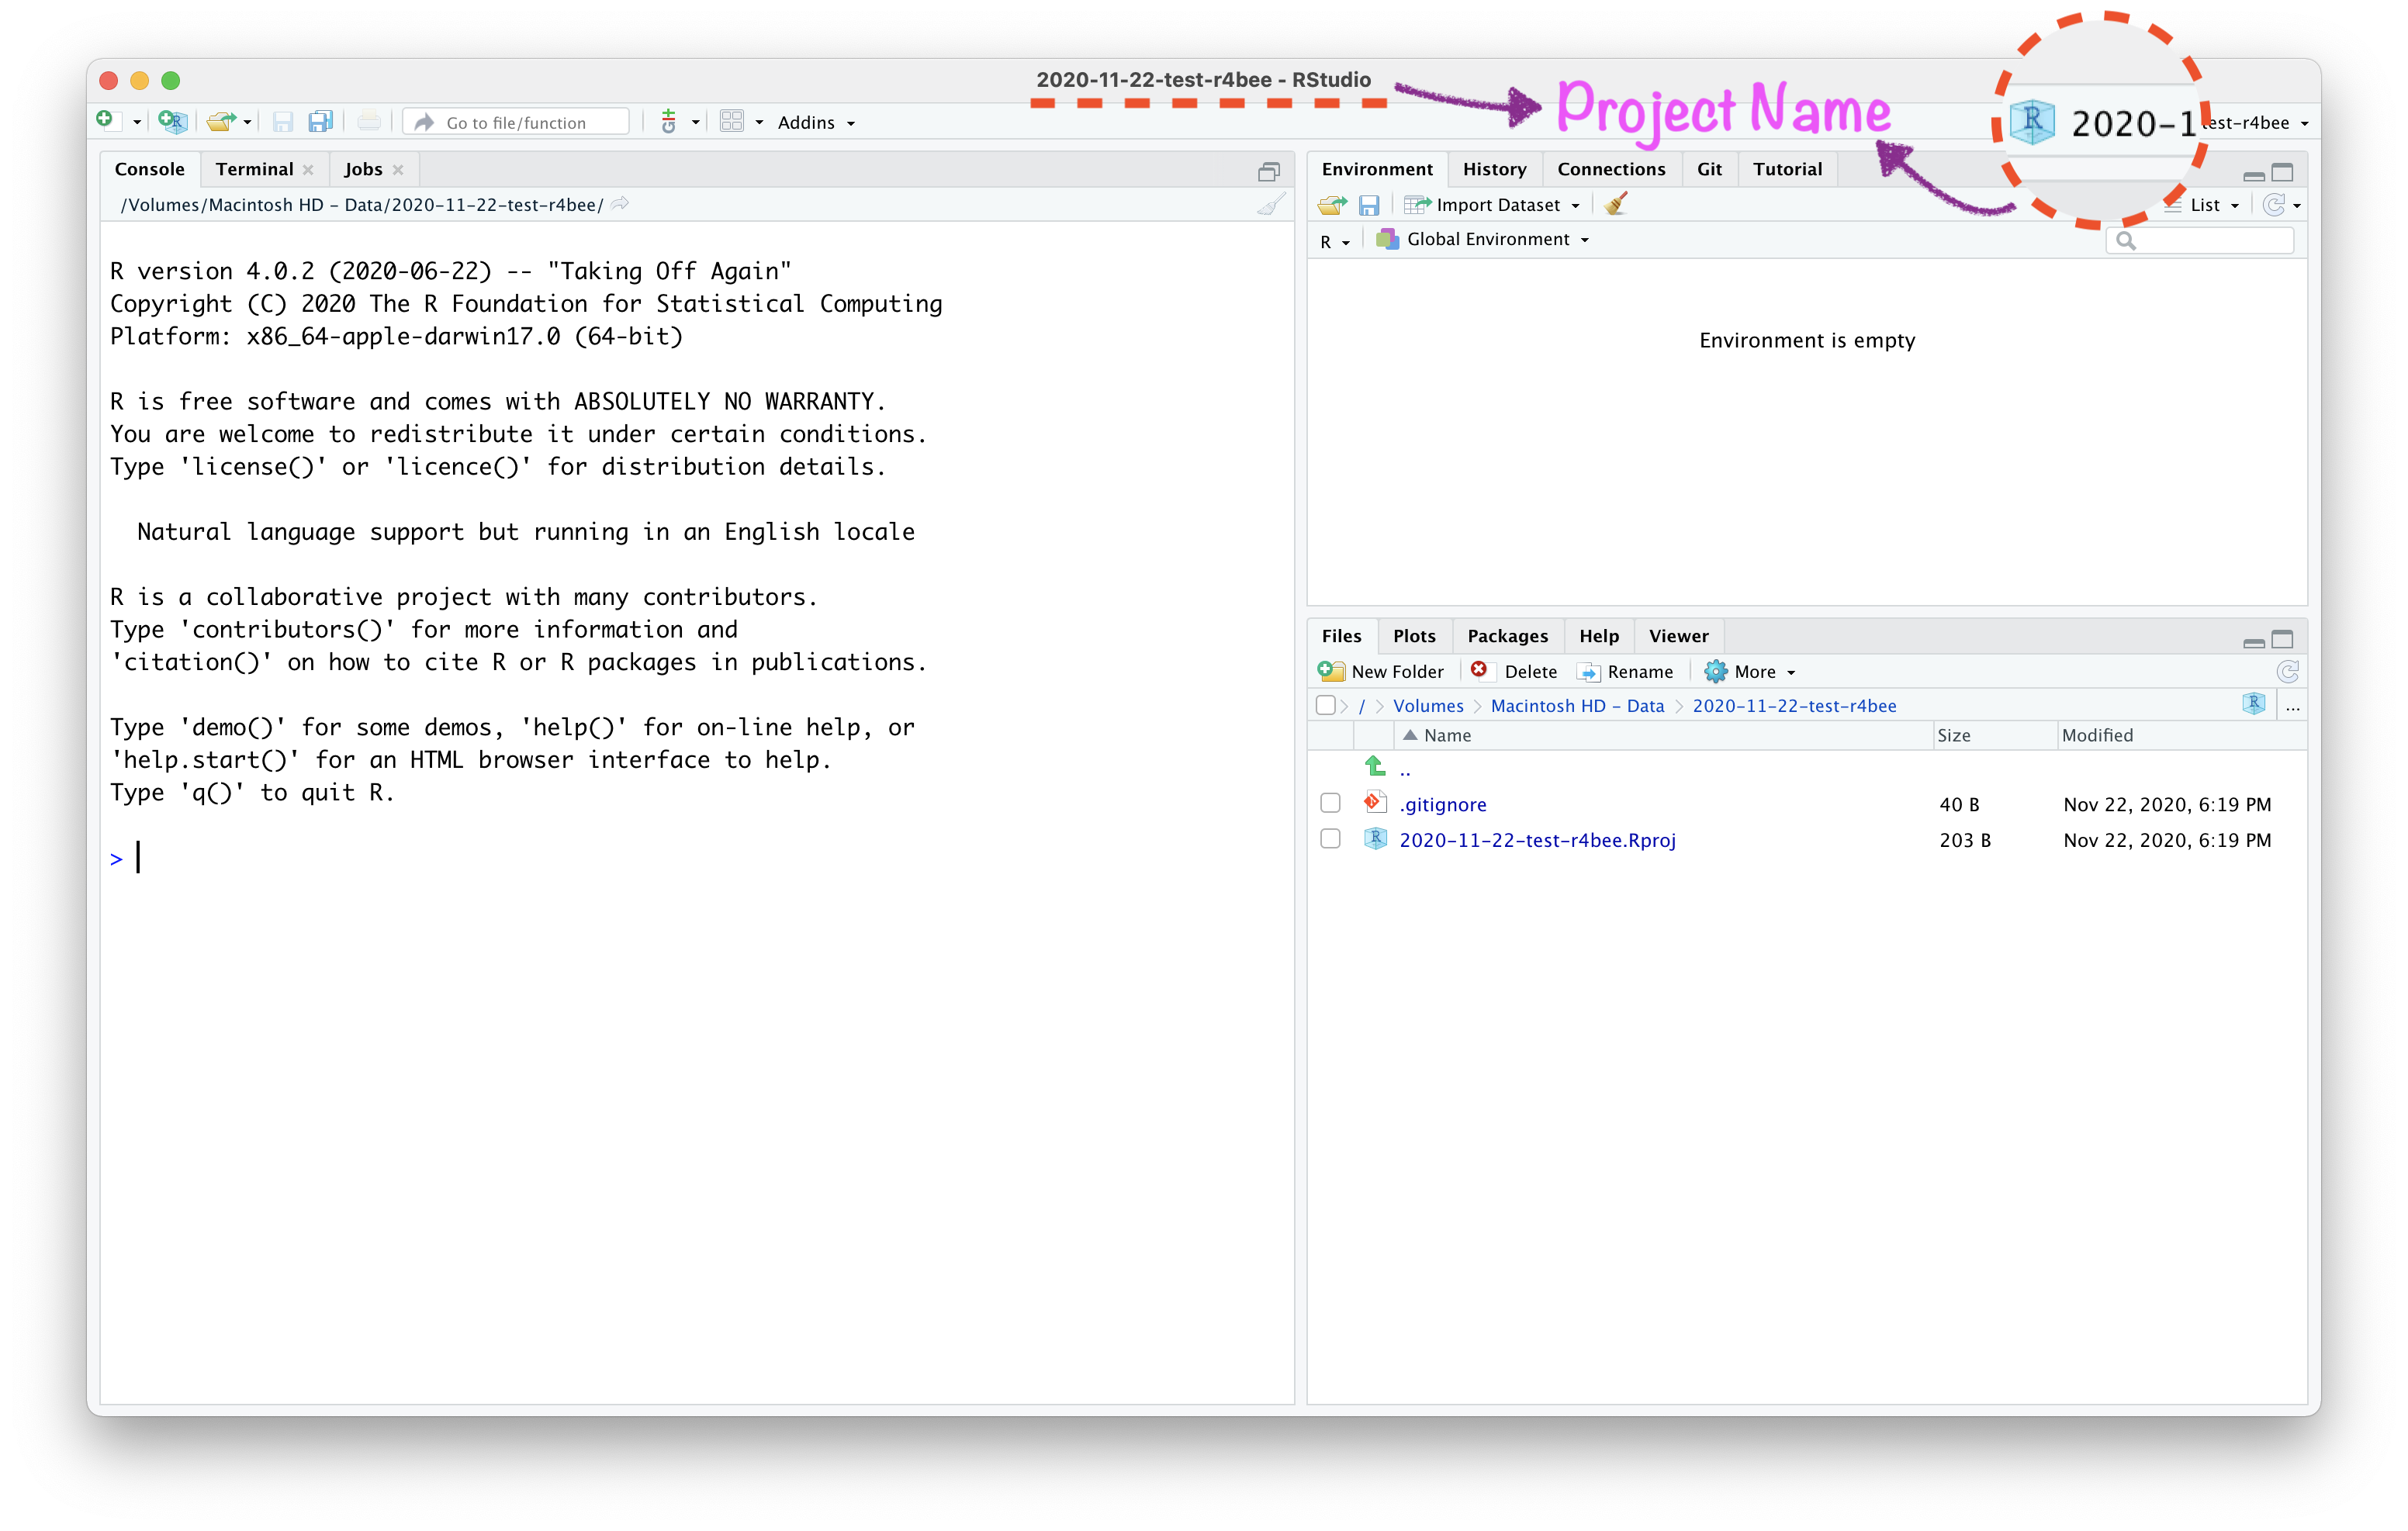 2020-11-22-test-r4bee - RStudio
Project Name
Go to file/function
Addins
2020-1
test-r4bee
Console
Terminal
Jobs
/Volumes/Macintosh HD - Data/2020-11-22-test-r4bee/
R version 4.0.2 (2020-06-22) -- "Taking Off Again"
Copyright (C) 2020 The R Foundation for Statistical Computing
Platform: x86_64-apple-darwin17.0 (64-bit)
R is free software and comes with ABSOLUTELY NO WARRANTY.
You are welcome to redistribute it under certain conditions.
Type 'license()' or 'licence()' for distribution details.
Natural language support but running in an English locale
R is a collaborative project with many contributors.
Type 'contributors()' for more information and
'citation()' on how to cite R or R packages in publications.
Type 'demo()' for some demos, 'help()' for on-line help, or
'help.start()' for an HTML browser interface to help.
Type 'q()' to quit R.
>
Environment
History
Connections
Git
Tutorial
Import Dataset
List
R
Global Environment
Environment is empty
Files
Plots
Packages
Help
Viewer
New Folder
Delete
Rename
More
/ > Volumes > Macintosh HD - Data > 2020-11-22-test-r4bee
...
Name Size Modified
..
.gitignore 40 B Nov 22, 2020, 6:19 PM
2020-11-22-test-r4bee.Rproj 203 B Nov 22, 2020, 6:19 PM